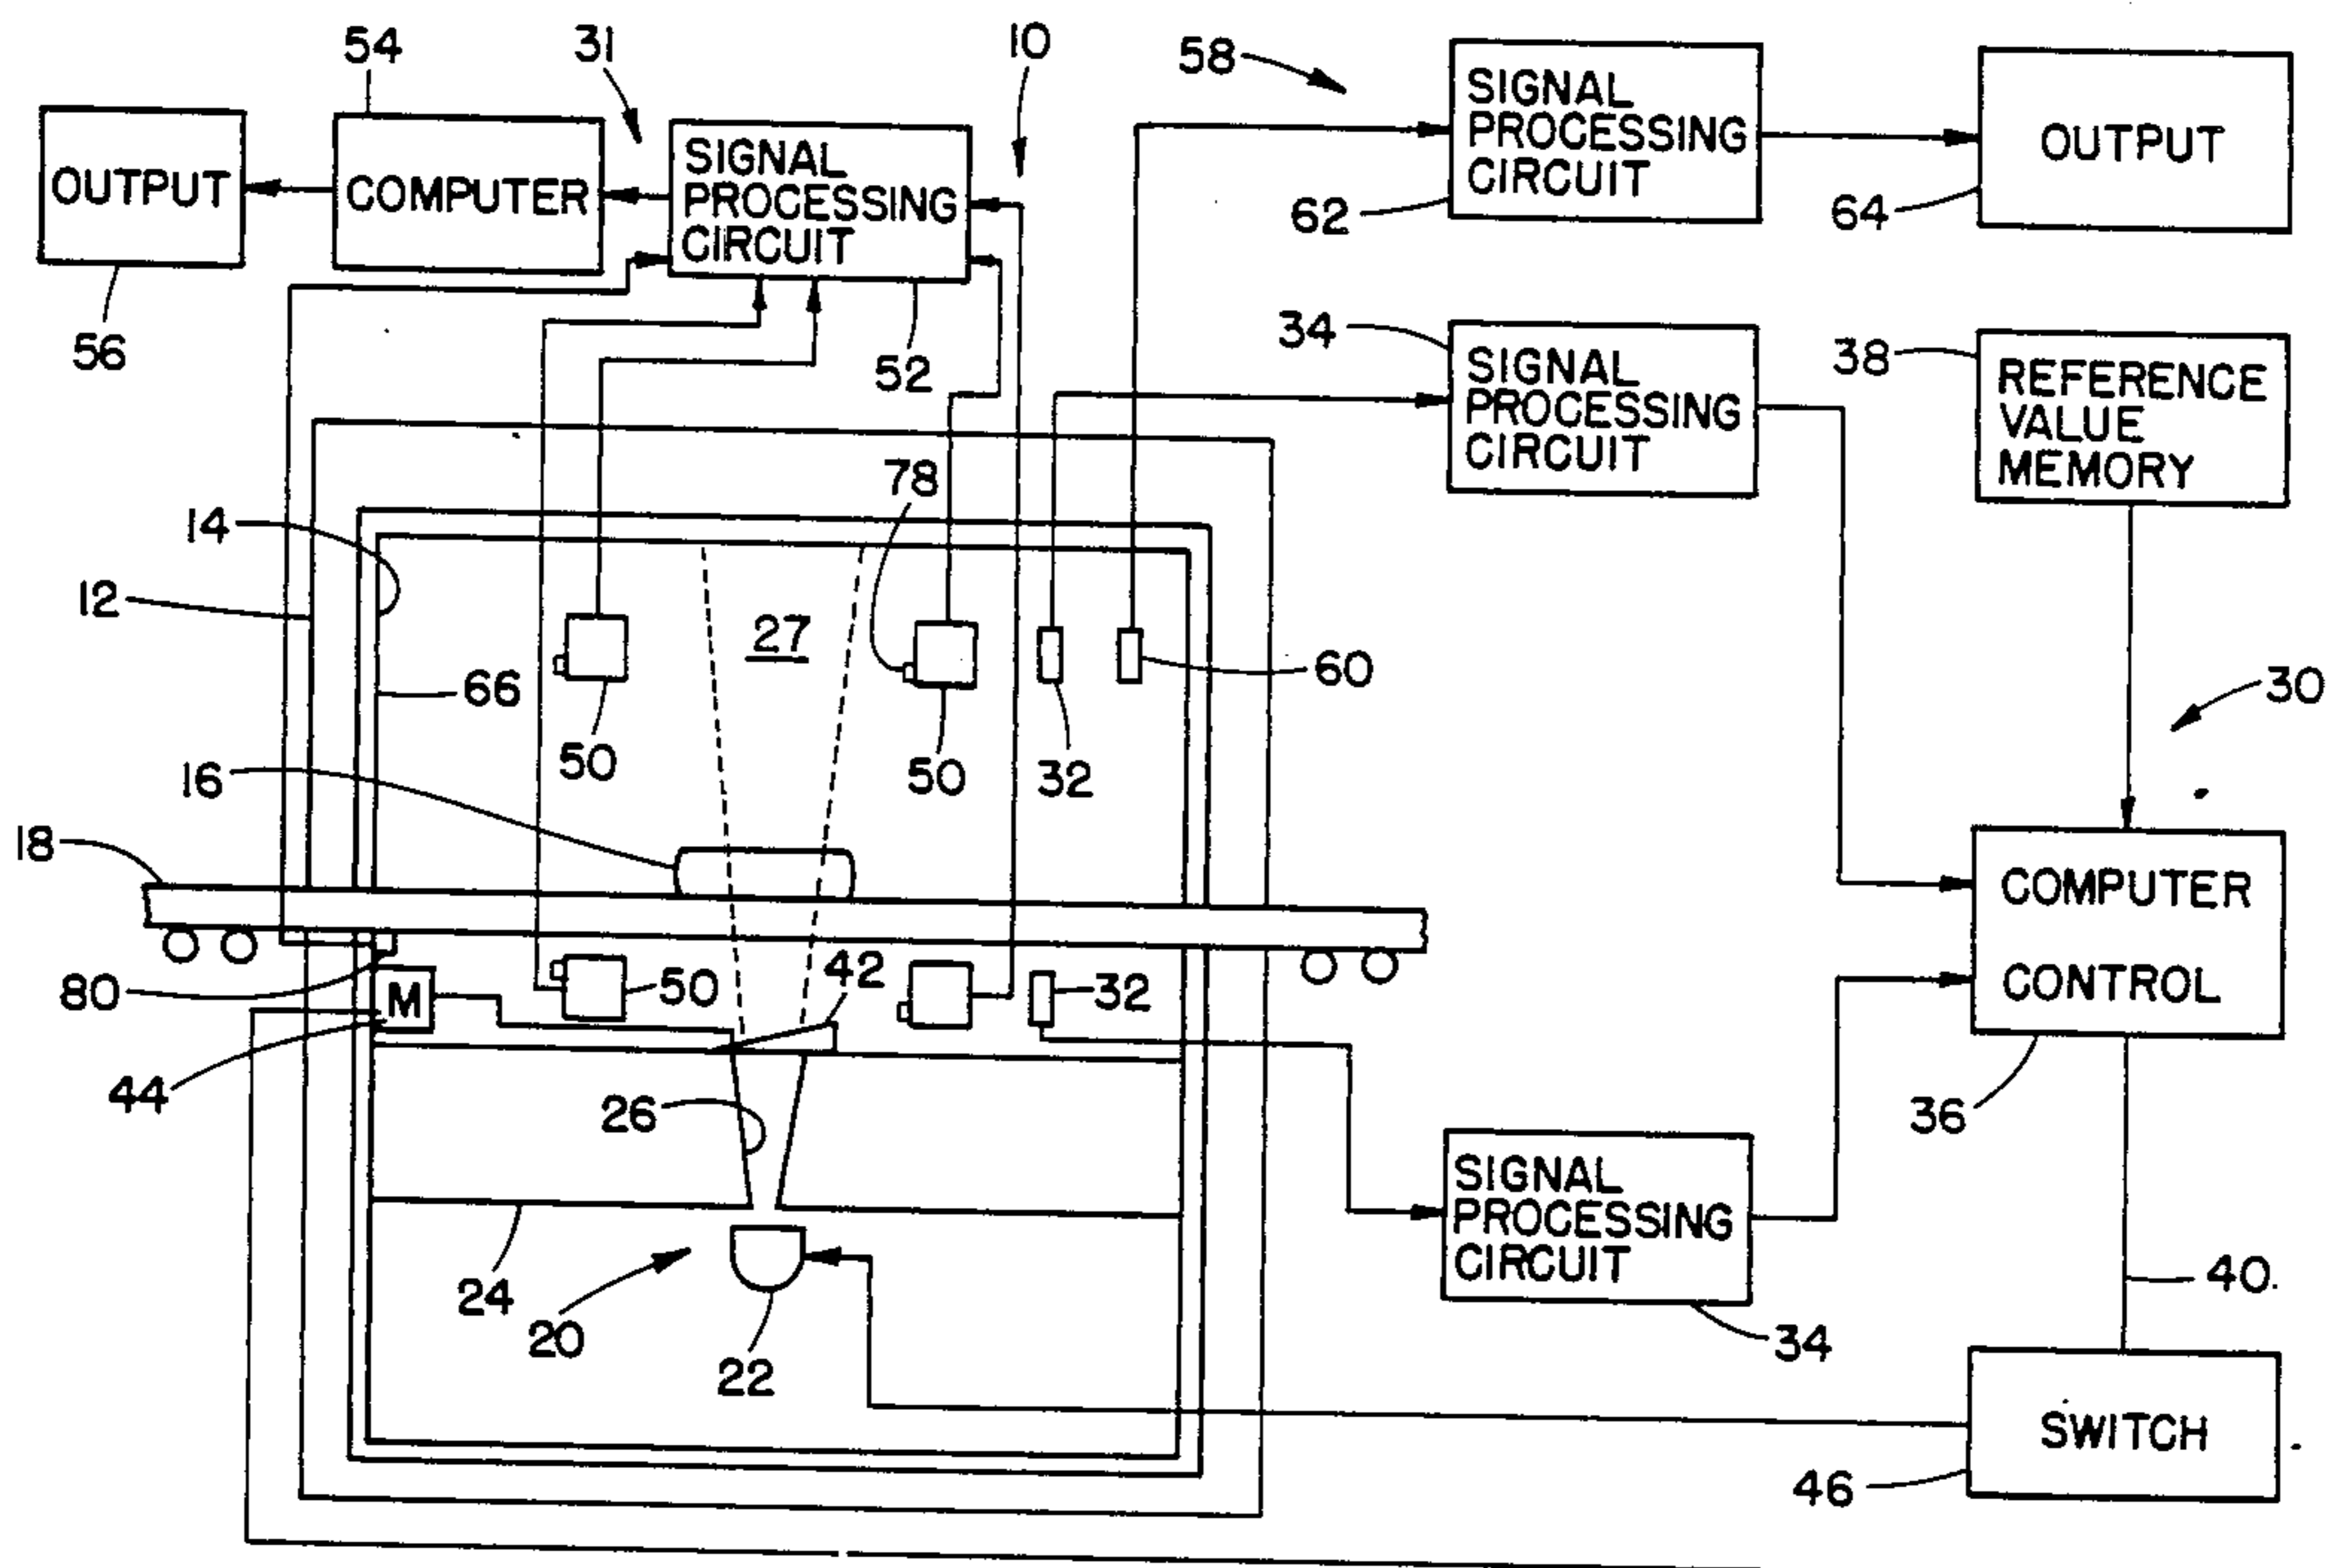 54
31
10
58
SIGNAL
PROCESSING
CIRCUIT
OUTPUT
62
64
OUTPUT
COMPUTER
SIGNAL
PROCESSING
CIRCUIT
56
52
34
SIGNAL
PROCESSING
CIRCUIT
38
REFERENCE
VALUE
MEMORY
78
14
12
27
66
60
30
50
50
32
16
18
COMPUTER
CONTROL
80
M
50
42
32
44
26
36
SIGNAL
PROCESSING
CIRCUIT
24
20
22
40.
34
SWITCH
46